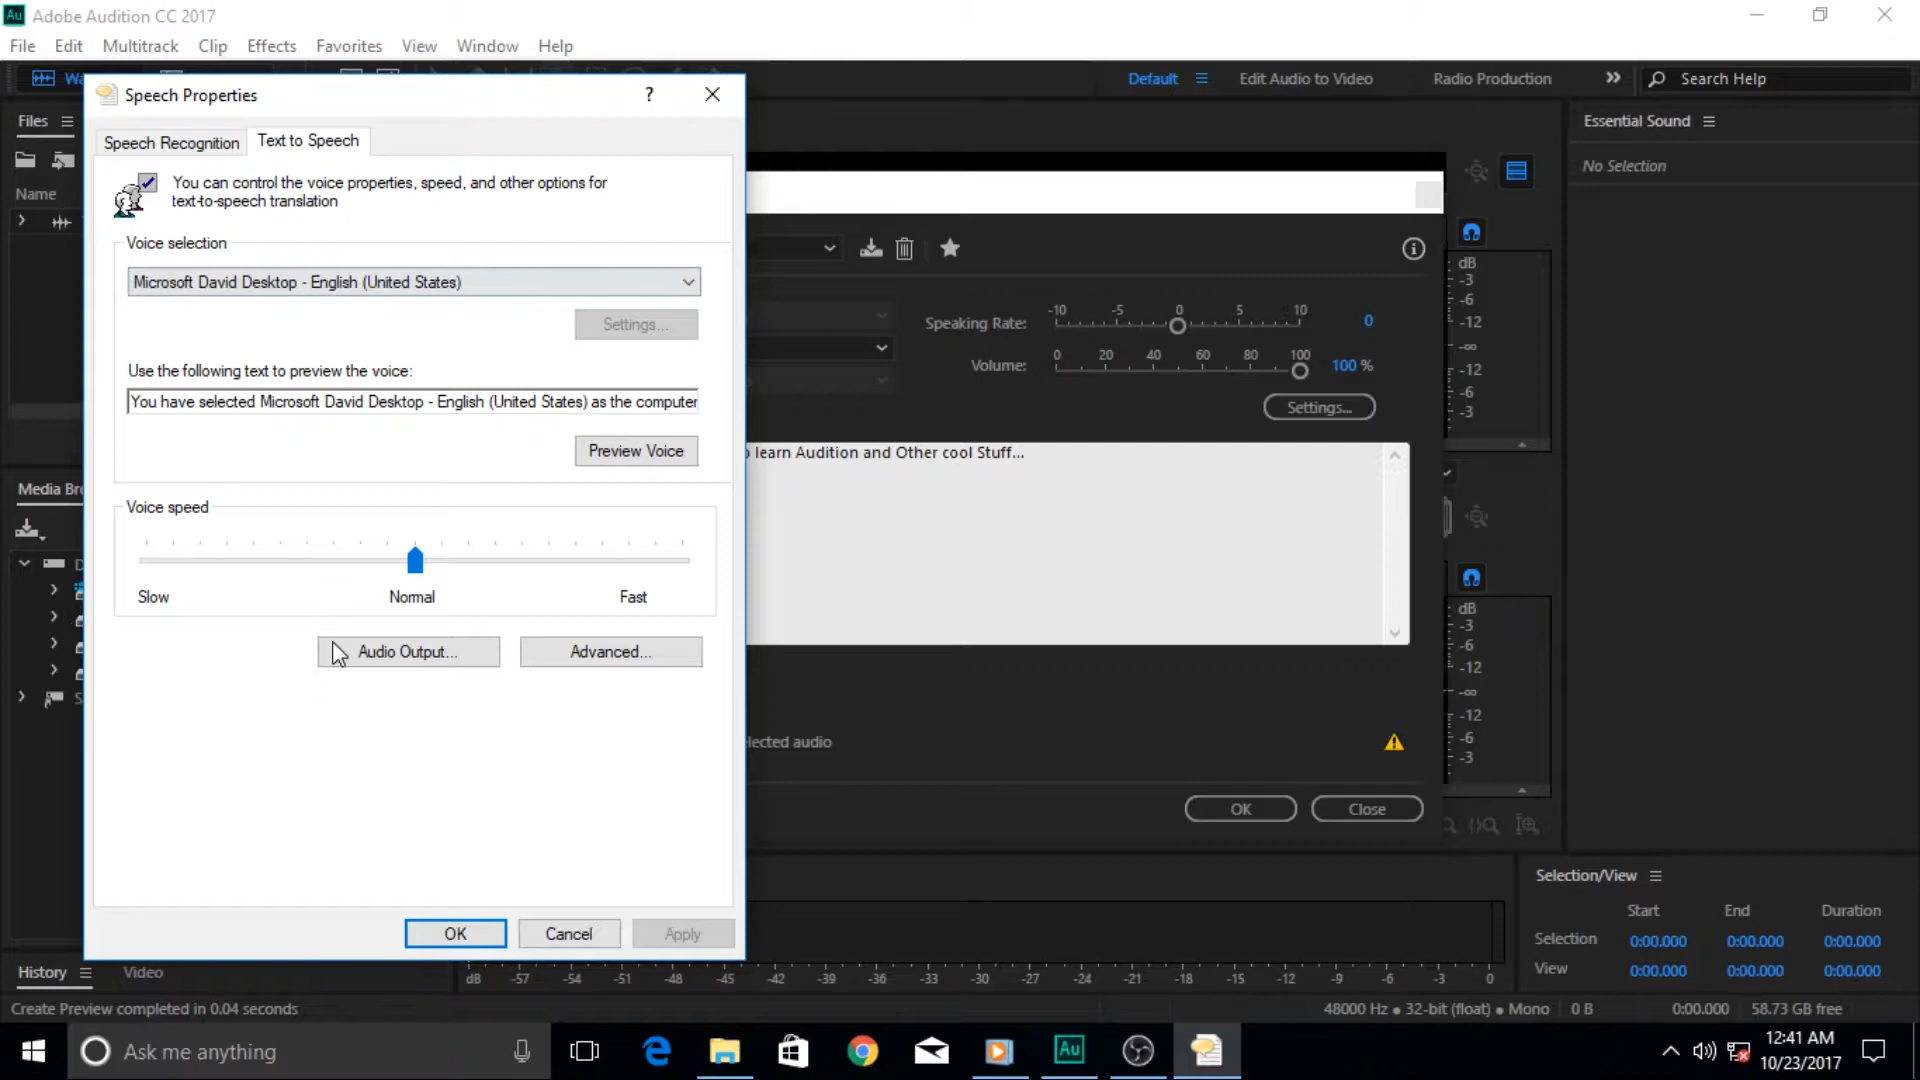 Au Adobe Audition CC 2017
File Edit Multitrack Clip Effects Favorites View Window Help
Default Edit Audio to Video Radio Production Search Help
Speech Properties ?
Speech Recognition Text to Speech
You can control the voice properties, speed, and other options for
text-to-speech translation
Voice selection
Microsoft David Desktop - English (United States)
Settings...
Use the following text to preview the voice:
You have selected Microsoft David Desktop - English (United States) as the computer
Preview Voice
Voice speed
Slow Normal Fast
Audio Output... Advanced...
OK Cancel Apply
Files
Name
Media Br
History Video
Create Preview completed in 0.04 seconds
-10 -5 0 5 10
Speaking Rate: 0
0 20 40 60 80 100
Volume: 100 %
Settings...
learn Audition and Other cool Stuff...
lected audio
OK Close
dB
-3
-6
-12
-∞
-12
-6
-3
dB
-3
-6
-12
-∞
-12
-6
-3
Essential Sound
No Selection
Selection/View
Start End Duration
Selection 0:00.000 0:00.000 0:00.000
View 0:00.000 0:00.000 0:00.000
dB -57 -54 -51 -48 -45 -42 -39 -36 -33 -30 -27 -24 -21 -18 -15 -12 -9 -6 -3 0
48000 Hz ● 32-bit (float) ● Mono 0 B 0:00.000 58.73 GB free
Ask me anything
Au
12:41 AM
10/23/2017